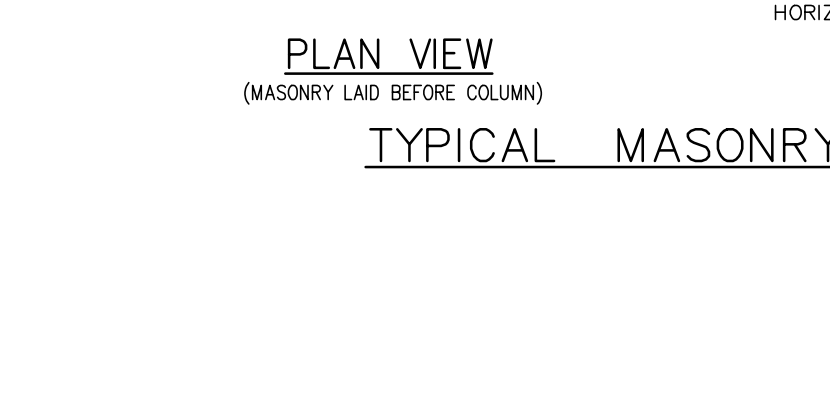 HORIZ
PLAN VIEW
(MASONRY LAID BEFORE COLUMN)
TYPICAL MASONRY